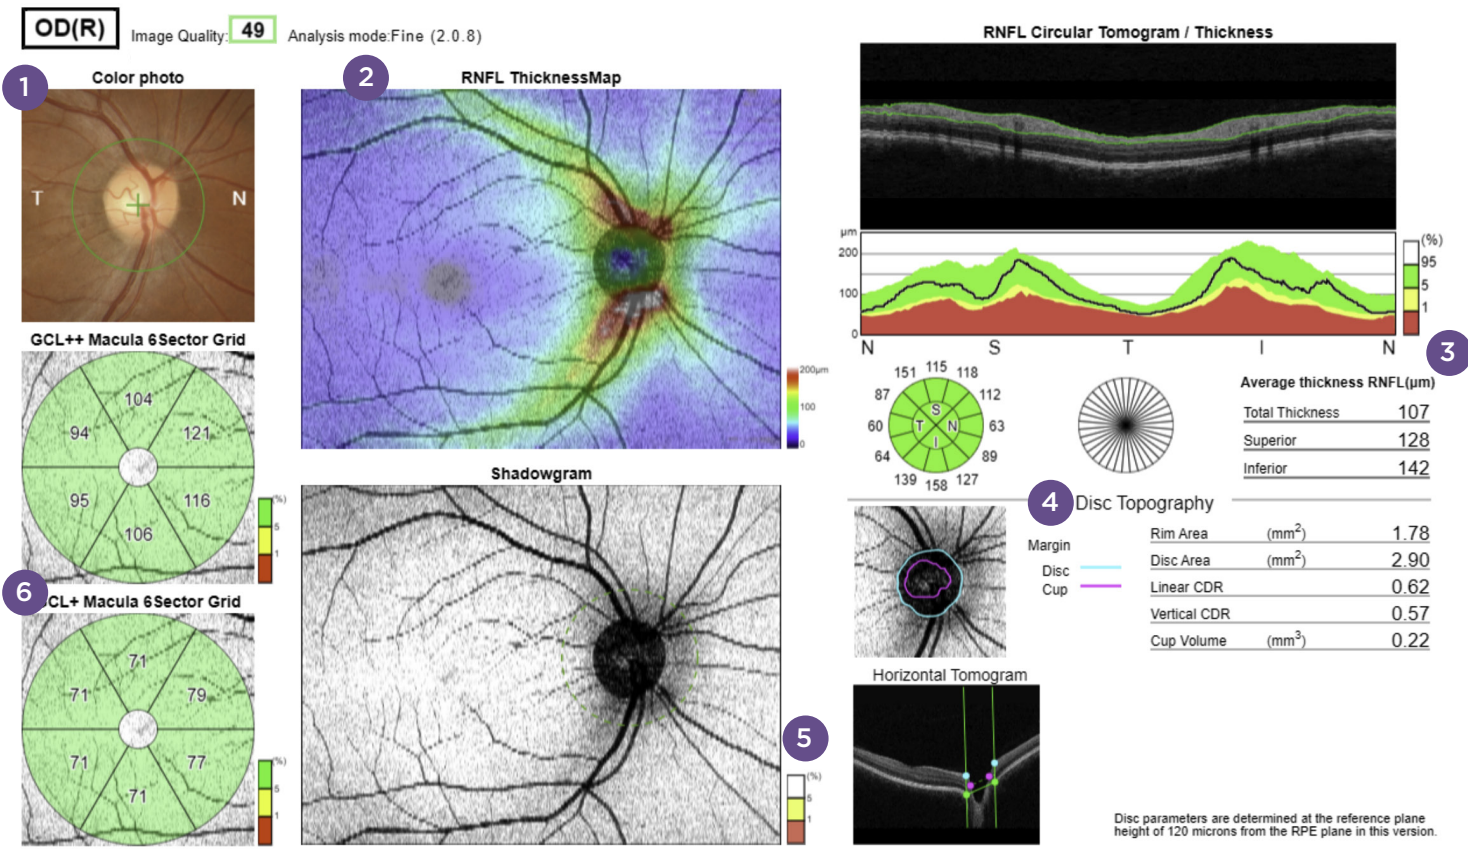 OD(R) Image Quality: 49 Analysis mode:Fine (2.0.8)
1
Color photo
T N
2
RNFL ThicknessMap
200μm
100
0
RNFL Circular Tomogram / Thickness
μm
200
100
0
N S T I N
(%)
95
5
1
3
GCL++ Macula 6Sector Grid
104
94 121
95 116
106
(%)
5
1
6
GCL+ Macula 6Sector Grid
71
71 79
71 77
71
(%)
5
1
Shadowgram
5
(%)
5
1
151 115 118
87 112
60 63
64 89
139 158 127
S
T N
I
Average thickness RNFL(μm)
Total Thickness 107
Superior 128
Inferior 142
4
Disc Topography
Margin
Disc
Cup
Rim Area (mm²) 1.78
Disc Area (mm²) 2.90
Linear CDR 0.62
Vertical CDR 0.57
Cup Volume (mm³) 0.22
Horizontal Tomogram
Disc parameters are determined at the reference plane
height of 120 microns from the RPE plane in this version.